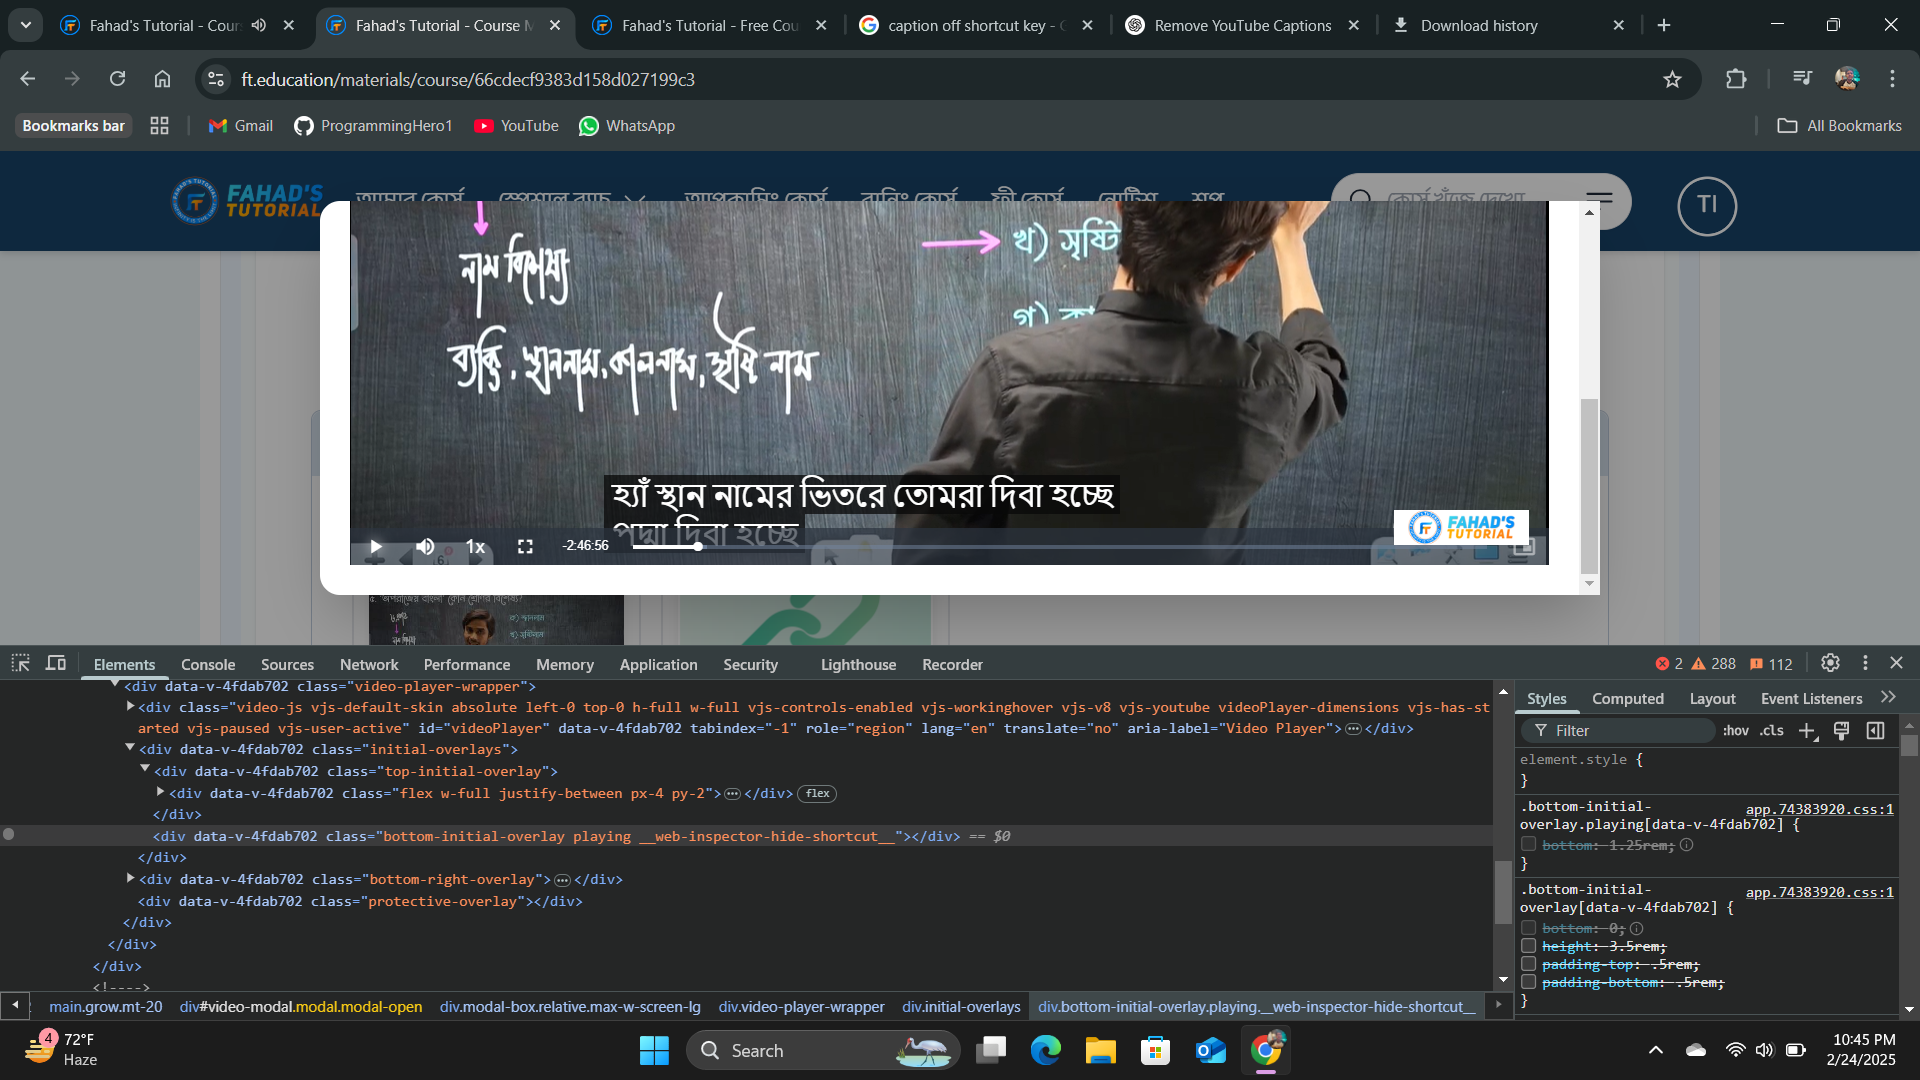 Fahad's Tutorial - Cour
Fahad's Tutorial - Course M
Fahad's Tutorial - Free Cou
caption off shortcut key - G
Remove YouTube Captions
Download history
ft.education/materials/course/66cdecf9383d158d027199c3
Bookmarks bar
Gmail
ProgrammingHero1
YouTube
WhatsApp
All Bookmarks
FAHAD'S TUTORIAL
আমার কোর্স
স্পেশাল ব্যাচ
আপকামিং কোর্স
রানিং কোর্স
ফ্রী কোর্স
নোটিশ
শপ
কোর্স খুঁজে দেখো
TI
নাম বিশেষ্য
খ) সৃষ্টি
গ)
ব্যক্তি, স্থাননাম, কালনাম, সৃষ্টি নাম
হ্যাঁ স্থান নামের ভিতরে তোমরা দিবা হচ্ছে
পদ্মা দিবা হচ্ছে
FAHAD'S
TUTORIAL
1x
-2:46:56
6
Elements Console Sources Network Performance Memory Application Security Lighthouse Recorder
2 288 112
<div data-v-4fdab702 class="video-player-wrapper">
<div class="video-js vjs-default-skin absolute left-0 top-0 h-full w-full vjs-controls-enabled vjs-workinghover vjs-v8 vjs-youtube videoPlayer-dimensions vjs-has-st
arted vjs-paused vjs-user-active" id="videoPlayer" data-v-4fdab702 tabindex="-1" role="region" lang="en" translate="no" aria-label="Video Player">…</div>
<div data-v-4fdab702 class="initial-overlays">
<div data-v-4fdab702 class="top-initial-overlay">
<div data-v-4fdab702 class="flex w-full justify-between px-4 py-2">…</div> flex
</div>
<div data-v-4fdab702 class="bottom-initial-overlay playing __web-inspector-hide-shortcut__"></div> == $0
</div>
<div data-v-4fdab702 class="bottom-right-overlay">…</div>
<div data-v-4fdab702 class="protective-overlay"></div>
</div>
</div>
</div>
<!---->
main.grow.mt-20 div#video-modal.modal.modal-open div.modal-box.relative.max-w-screen-lg div.video-player-wrapper div.initial-overlays div.bottom-initial-overlay.playing.__web-inspector-hide-shortcut__
Styles Computed Layout Event Listeners
Filter
:hov .cls
element.style {
}
.bottom-initial- app.74383920.css:1
overlay.playing[data-v-4fdab702] {
bottom: 1.25rem;
}
.bottom-initial- app.74383920.css:1
overlay[data-v-4fdab702] {
bottom: 0;
height: 3.5rem;
padding-top: .5rem;
padding-bottom: .5rem;
}
4
72°F
Haze
Search
10:45 PM
2/24/2025